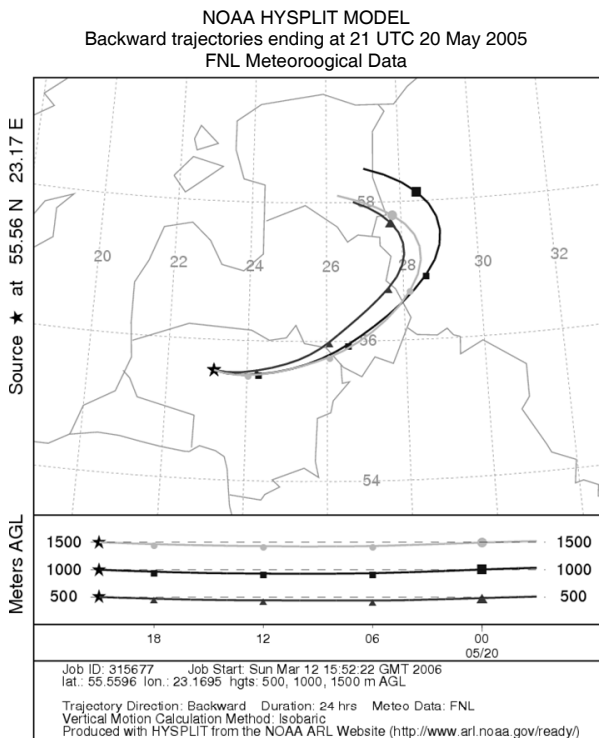 NOAA HYSPLIT MODEL
Backward trajectories ending at 21 UTC 20 May 2005
FNL Meteoroogical Data
Source ★ at 55.56 N 23.17 E
58
20 22 24 26 28 30 32
56
54
Meters AGL
1500 1500
1000 1000
500 500
18 12 06 00
05/20
Job ID: 315677 Job Start: Sun Mar 12 15:52:22 GMT 2006
lat.: 55.5596 lon.: 23.1695 hgts: 500, 1000, 1500 m AGL
Trajectory Direction: Backward Duration: 24 hrs Meteo Data: FNL
Vertical Motion Calculation Method: Isobaric
Produced with HYSPLIT from the NOAA ARL Website (http://www.arl.noaa.gov/ready/)